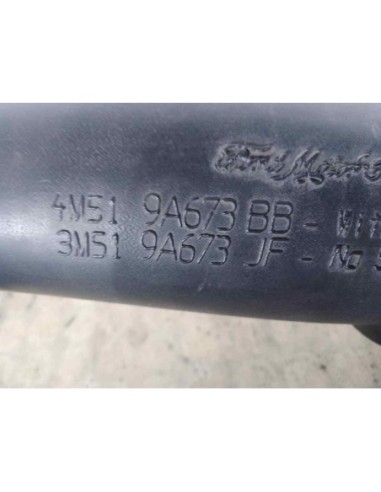 Ford Motor
4M51 9A673 BB - Wit
3M51 9A673 JF - No S